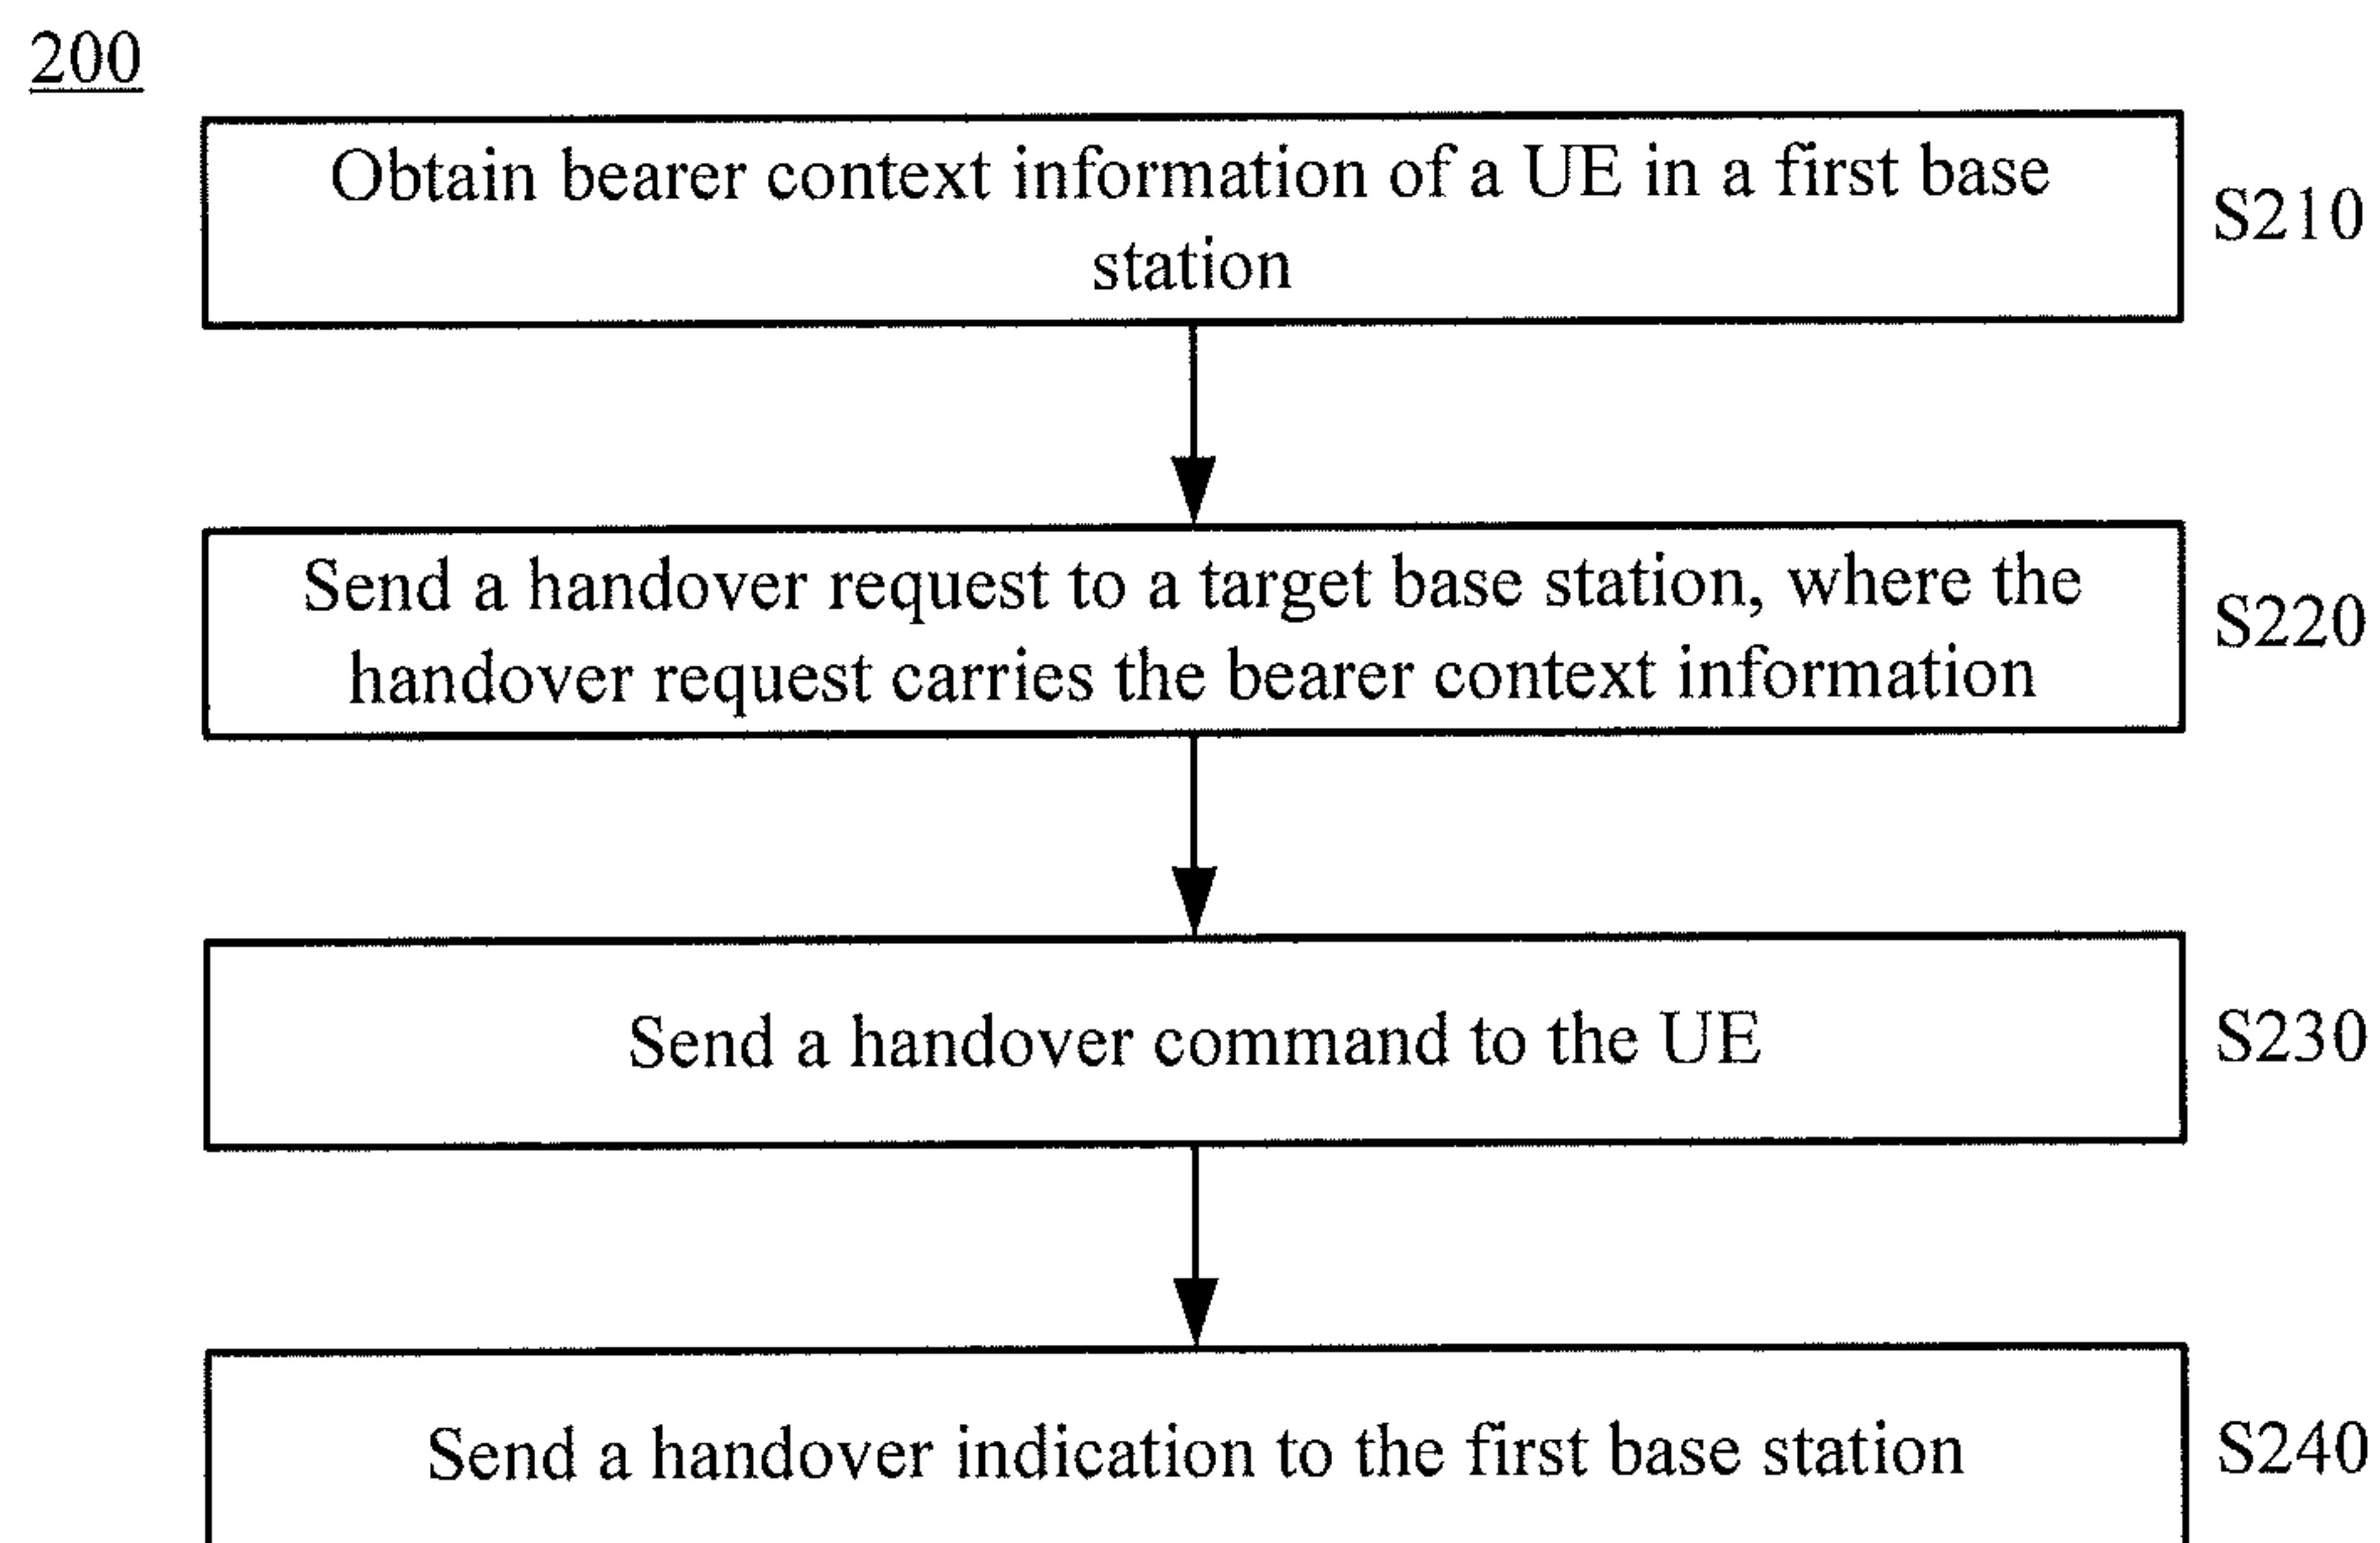 200
Obtain bearer context information of a UE in a first base
station
S210
Send a handover request to a target base station, where the
handover request carries the bearer context information
S220
Send a handover command to the UE
S230
Send a handover indication to the first base station
S240